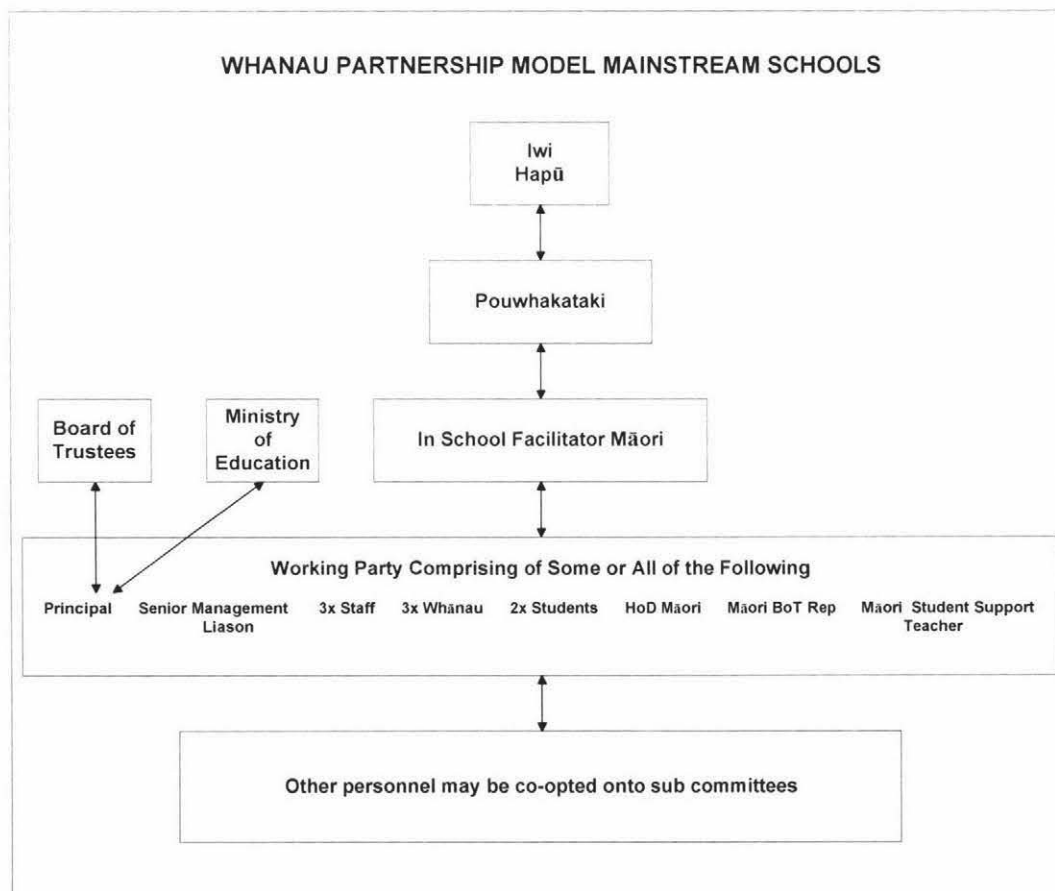 WHANAU PARTNERSHIP MODEL MAINSTREAM SCHOOLS
Iwi
Hapū
Pouwhakataki
Board of
Trustees
Ministry
of
Education
In School Facilitator Māori
Working Party Comprising of Some or All of the Following
Principal Senior Management 3x Staff 3x Whānau 2x Students HoD Māori Māori BoT Rep Māori Student Support
Liason Teacher
Other personnel may be co-opted onto sub committees